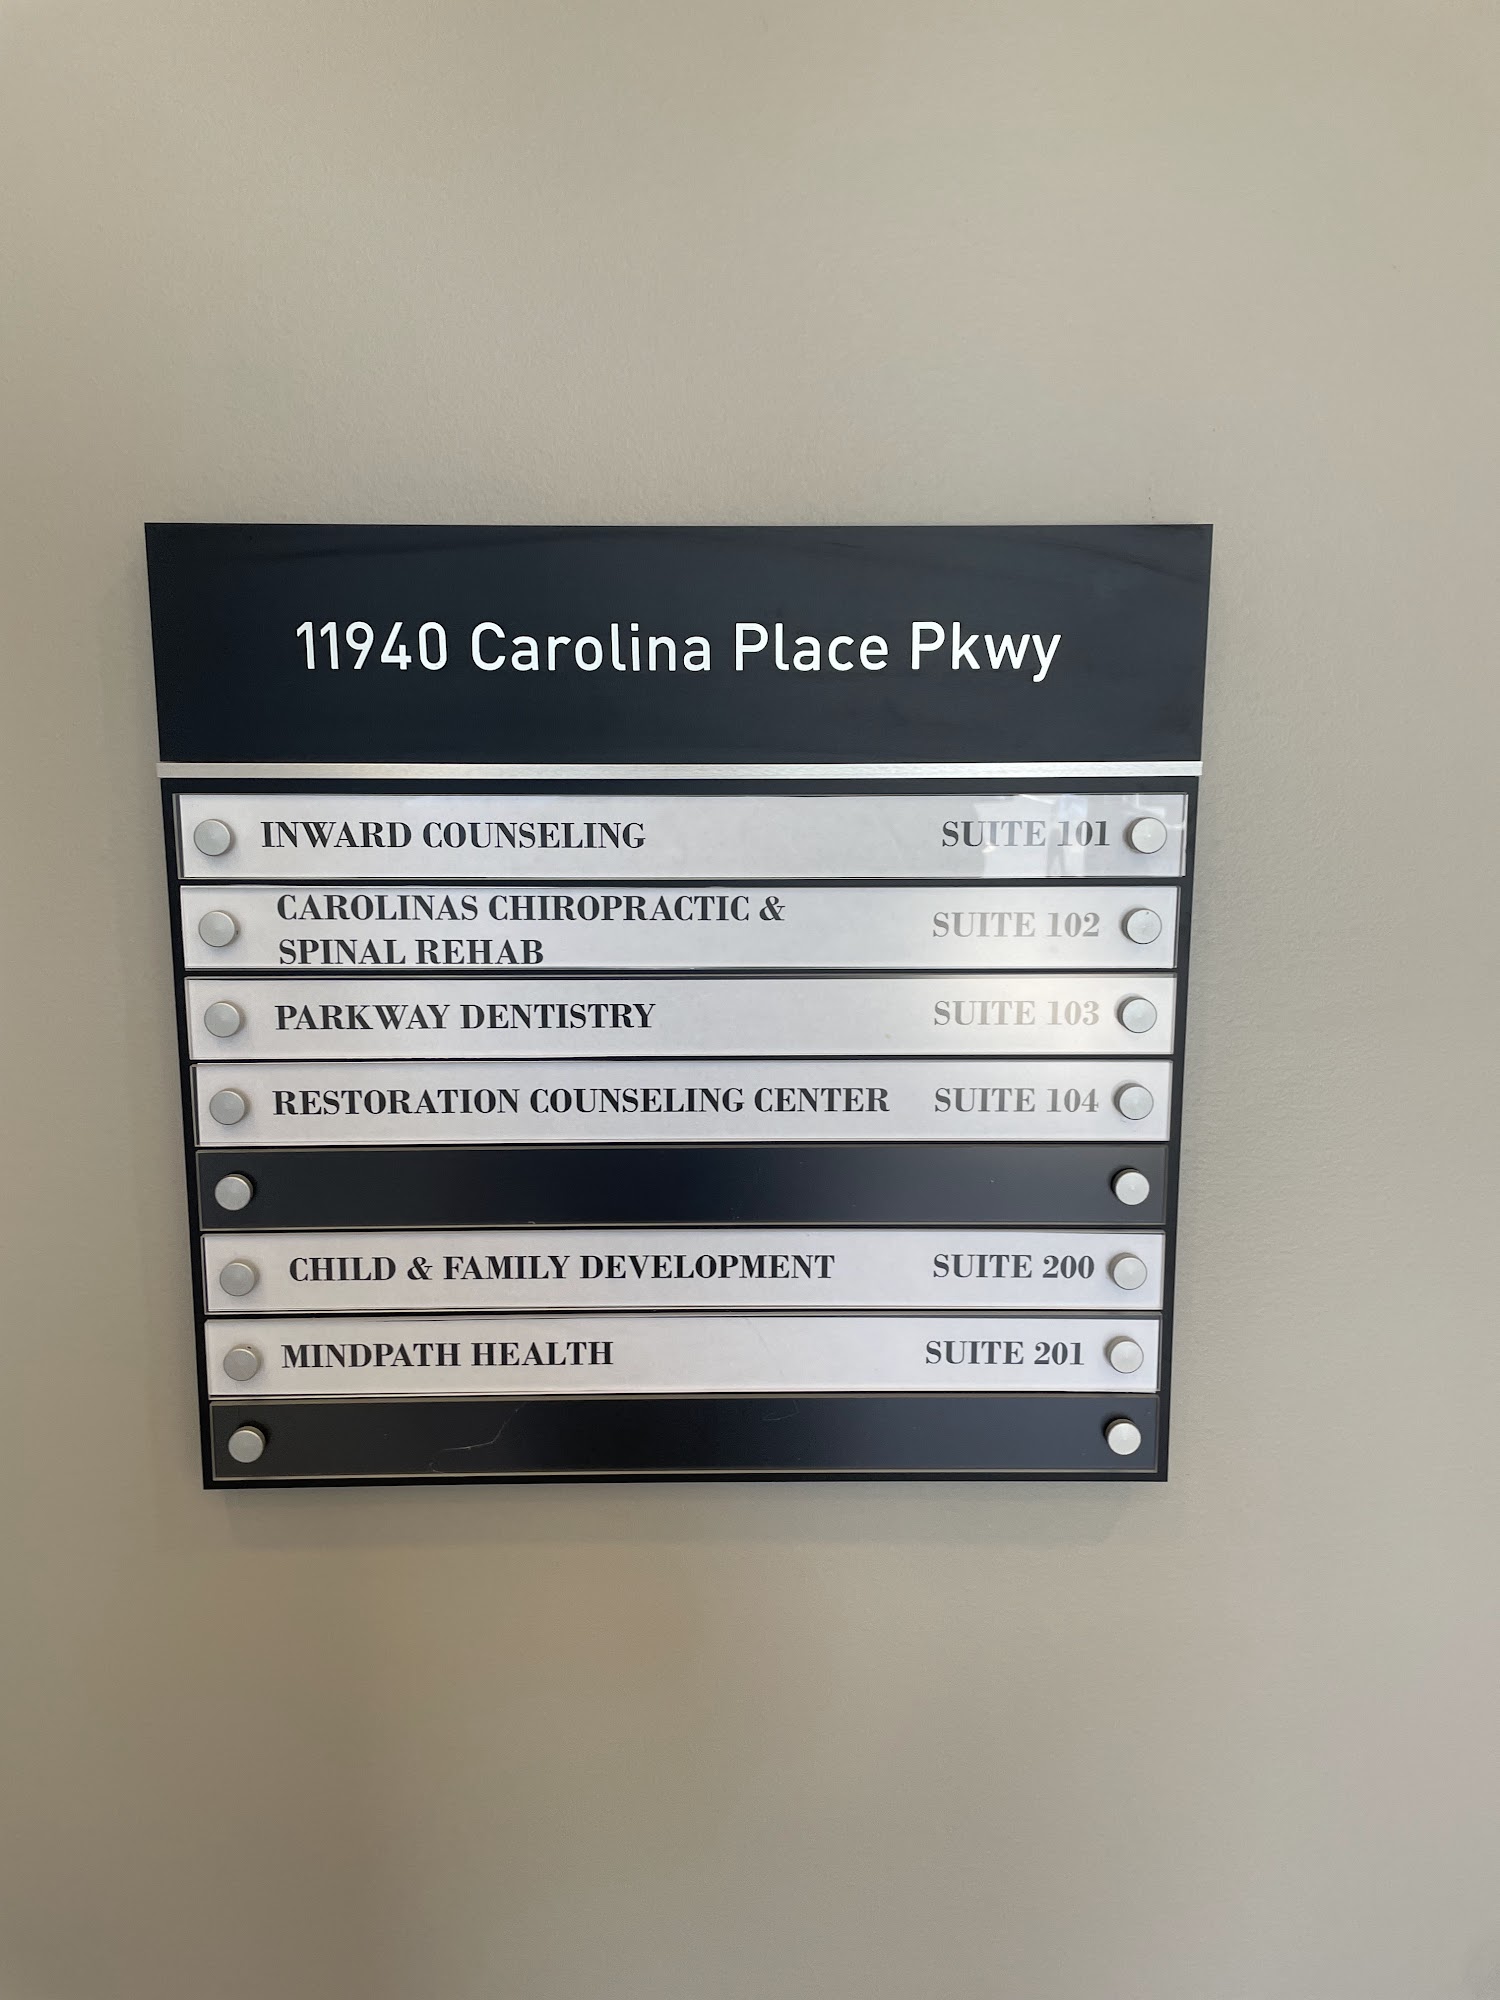 11940 Carolina Place Pkwy
INWARD COUNSELING SUITE 101
CAROLINAS CHIROPRACTIC &
SPINAL REHAB SUITE 102
PARKWAY DENTISTRY SUITE 103
RESTORATION COUNSELING CENTER SUITE 104
CHILD & FAMILY DEVELOPMENT SUITE 200
MINDPATH HEALTH SUITE 201